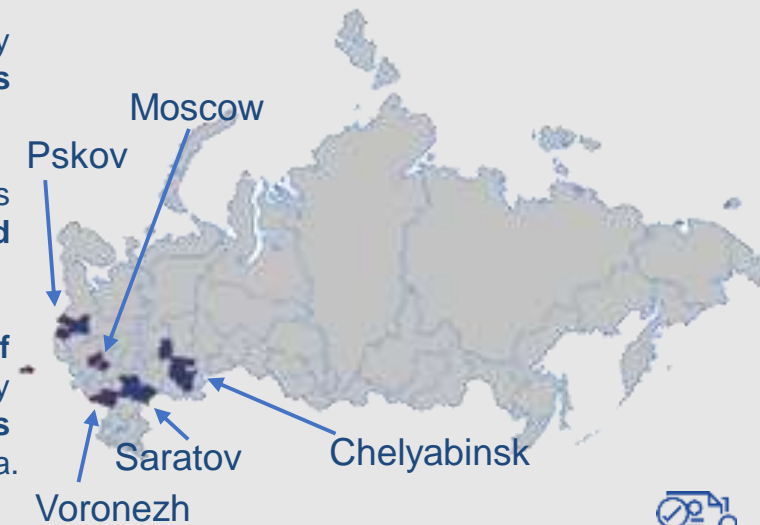 y
s
Moscow
Pskov
s
d
f
y
s
a.
Saratov
Chelyabinsk
Voronezh